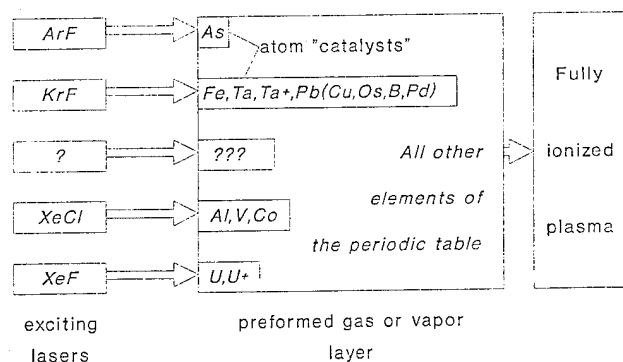 ArF As
atom "catalysts"
KrF Fe,Ta,Ta+,Pb(Cu,Os,B,Pd)
Fully
? ???
All other
ionized
elements of
XeCl Al,V,Co
plasma
the periodic table
XeF U,U+
exciting
lasers
preformed gas or vapor
layer